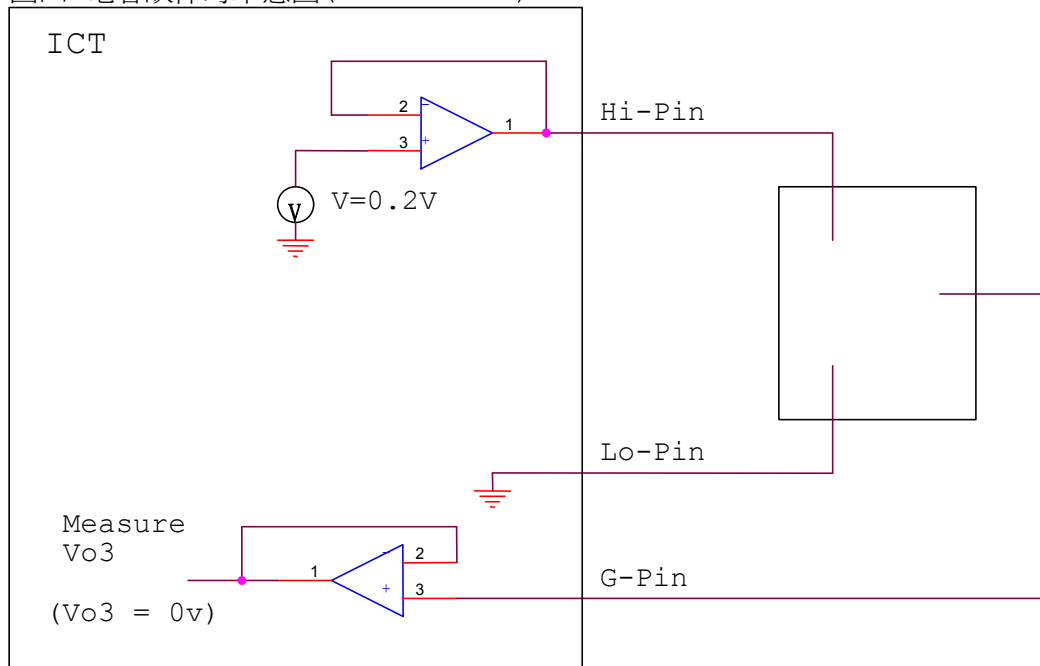 ICT
2
3
1
Hi-Pin
V
V=0.2V
Lo-Pin
Measure
Vo3
2
1
3
G-Pin
(Vo3 = 0v)